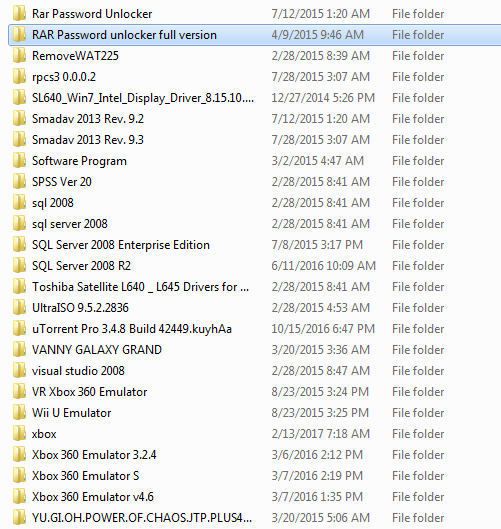 Rar Password Unlocker 7/12/2015 1:20 AM File folder
RAR Password unlocker full version 4/9/2015 9:46 AM File folder
RemoveWAT225 2/28/2015 8:39 AM File folder
rpcs3 0.0.0.2 7/28/2015 3:07 AM File folder
SL640_Win7_Intel_Display_Driver_8.15.10.... 12/27/2014 5:26 PM File folder
Smadav 2013 Rev. 9.2 7/12/2015 1:20 AM File folder
Smadav 2013 Rev. 9.3 7/28/2015 3:07 AM File folder
Software Program 3/2/2015 4:47 AM File folder
SPSS Ver 20 2/28/2015 8:41 AM File folder
sql 2008 2/28/2015 8:41 AM File folder
sql server 2008 2/28/2015 8:41 AM File folder
SQL Server 2008 Enterprise Edition 7/8/2015 3:17 PM File folder
SQL Server 2008 R2 6/11/2016 10:09 AM File folder
Toshiba Satellite L640 _ L645 Drivers for ... 2/28/2015 8:41 AM File folder
UltraISO 9.5.2.2836 2/28/2015 4:53 AM File folder
uTorrent Pro 3.4.8 Build 42449.kuyhAa 10/15/2016 6:47 PM File folder
VANNY GALAXY GRAND 3/20/2015 3:36 AM File folder
visual studio 2008 2/28/2015 8:47 AM File folder
VR Xbox 360 Emulator 8/23/2015 3:24 PM File folder
Wii U Emulator 8/23/2015 3:25 PM File folder
xbox 2/13/2017 7:18 AM File folder
Xbox 360 Emulator 3.2.4 3/6/2016 2:12 PM File folder
Xbox 360 Emulator S 3/7/2016 2:19 PM File folder
Xbox 360 Emulator v4.6 3/7/2016 1:35 PM File folder
YU.GI.OH.POWER.OF.CHAOS.JTP.PLUS4... 3/20/2015 5:06 AM File folder